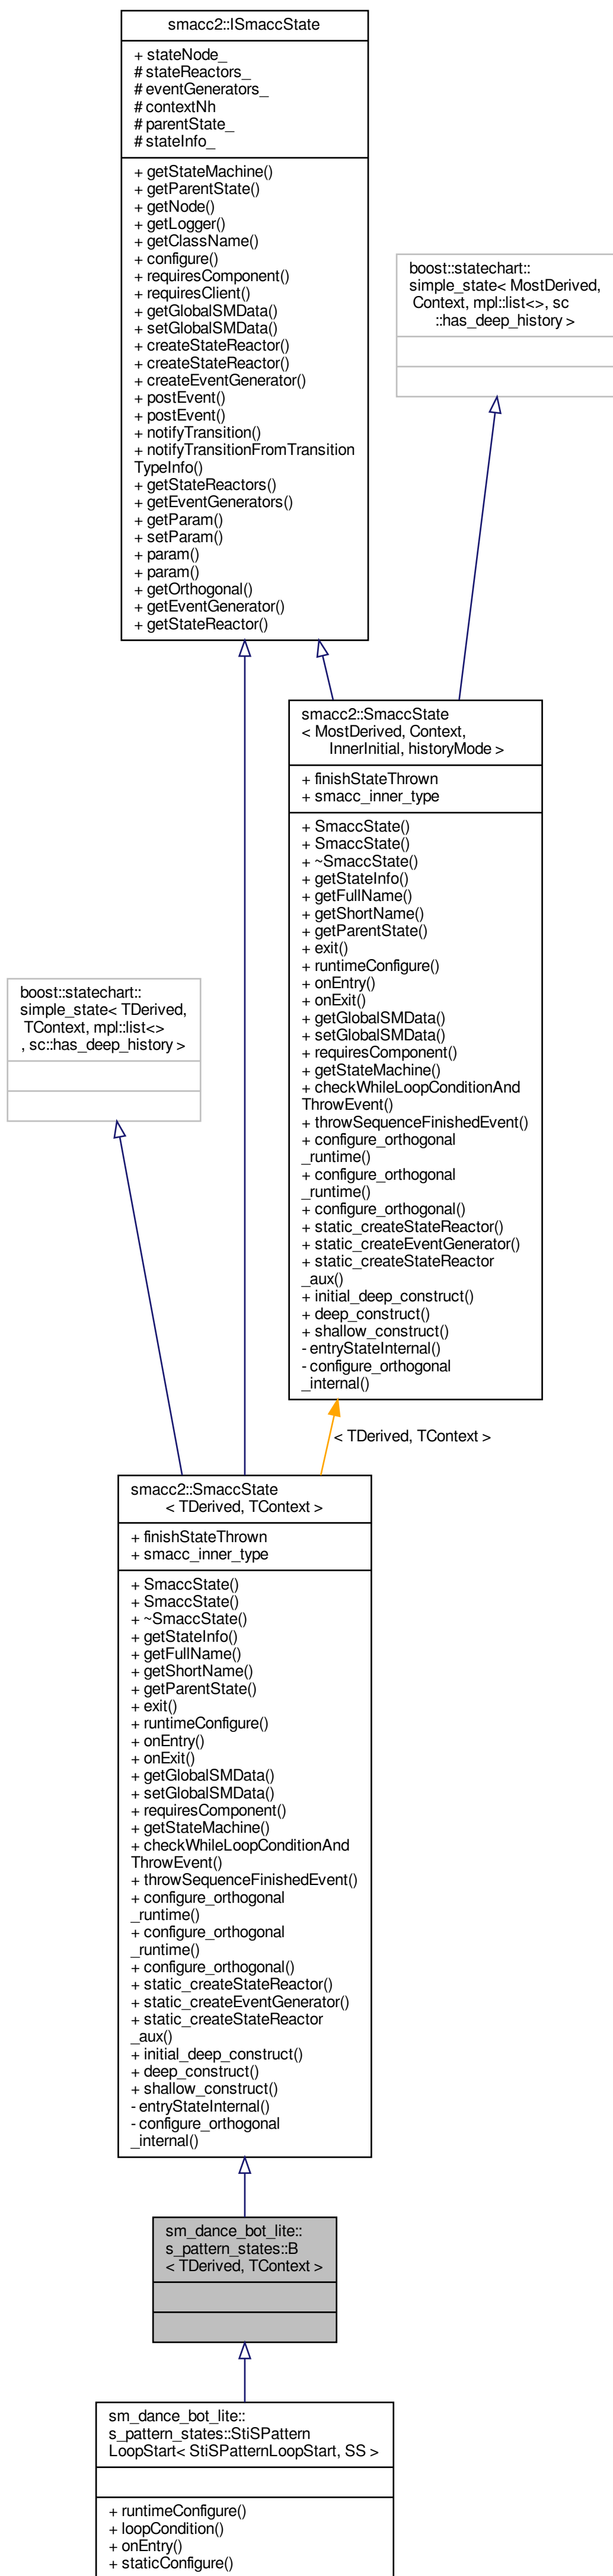 smacc2::ISmaccState
+ stateNode_
# stateReactors_
# eventGenerators_
# contextNh
# parentState_
# stateInfo_
+ getStateMachine()
+ getParentState()
+ getNode()
+ getLogger()
+ getClassName()
+ configure()
+ requiresComponent()
+ requiresClient()
+ getGlobalSMData()
+ setGlobalSMData()
+ createStateReactor()
+ createStateReactor()
+ createEventGenerator()
+ postEvent()
+ postEvent()
+ notifyTransition()
+ notifyTransitionFromTransition
TypeInfo()
+ getStateReactors()
+ getEventGenerators()
+ getParam()
+ setParam()
+ param()
+ param()
+ getOrthogonal()
+ getEventGenerator()
+ getStateReactor()
boost::statechart::
simple_state< MostDerived,
Context, mpl::list<>, sc
::has_deep_history >
smacc2::SmaccState
< MostDerived, Context,
InnerInitial, historyMode >
+ finishStateThrown
+ smacc_inner_type
+ SmaccState()
+ SmaccState()
+ ~SmaccState()
+ getStateInfo()
+ getFullName()
+ getShortName()
+ getParentState()
+ exit()
+ runtimeConfigure()
+ onEntry()
+ onExit()
+ getGlobalSMData()
+ setGlobalSMData()
+ requiresComponent()
+ getStateMachine()
+ checkWhileLoopConditionAnd
ThrowEvent()
+ throwSequenceFinishedEvent()
+ configure_orthogonal
_runtime()
+ configure_orthogonal
_runtime()
+ configure_orthogonal()
+ static_createStateReactor()
+ static_createEventGenerator()
+ static_createStateReactor
_aux()
+ initial_deep_construct()
+ deep_construct()
+ shallow_construct()
- entryStateInternal()
- configure_orthogonal
_internal()
boost::statechart::
simple_state< TDerived,
TContext, mpl::list<>
, sc::has_deep_history >
< TDerived, TContext >
smacc2::SmaccState
< TDerived, TContext >
+ finishStateThrown
+ smacc_inner_type
+ SmaccState()
+ SmaccState()
+ ~SmaccState()
+ getStateInfo()
+ getFullName()
+ getShortName()
+ getParentState()
+ exit()
+ runtimeConfigure()
+ onEntry()
+ onExit()
+ getGlobalSMData()
+ setGlobalSMData()
+ requiresComponent()
+ getStateMachine()
+ checkWhileLoopConditionAnd
ThrowEvent()
+ throwSequenceFinishedEvent()
+ configure_orthogonal
_runtime()
+ configure_orthogonal
_runtime()
+ configure_orthogonal()
+ static_createStateReactor()
+ static_createEventGenerator()
+ static_createStateReactor
_aux()
+ initial_deep_construct()
+ deep_construct()
+ shallow_construct()
- entryStateInternal()
- configure_orthogonal
_internal()
sm_dance_bot_lite::
s_pattern_states::B
< TDerived, TContext >
sm_dance_bot_lite::
s_pattern_states::StiSPattern
LoopStart< StiSPatternLoopStart, SS >
+ runtimeConfigure()
+ loopCondition()
+ onEntry()
+ staticConfigure()